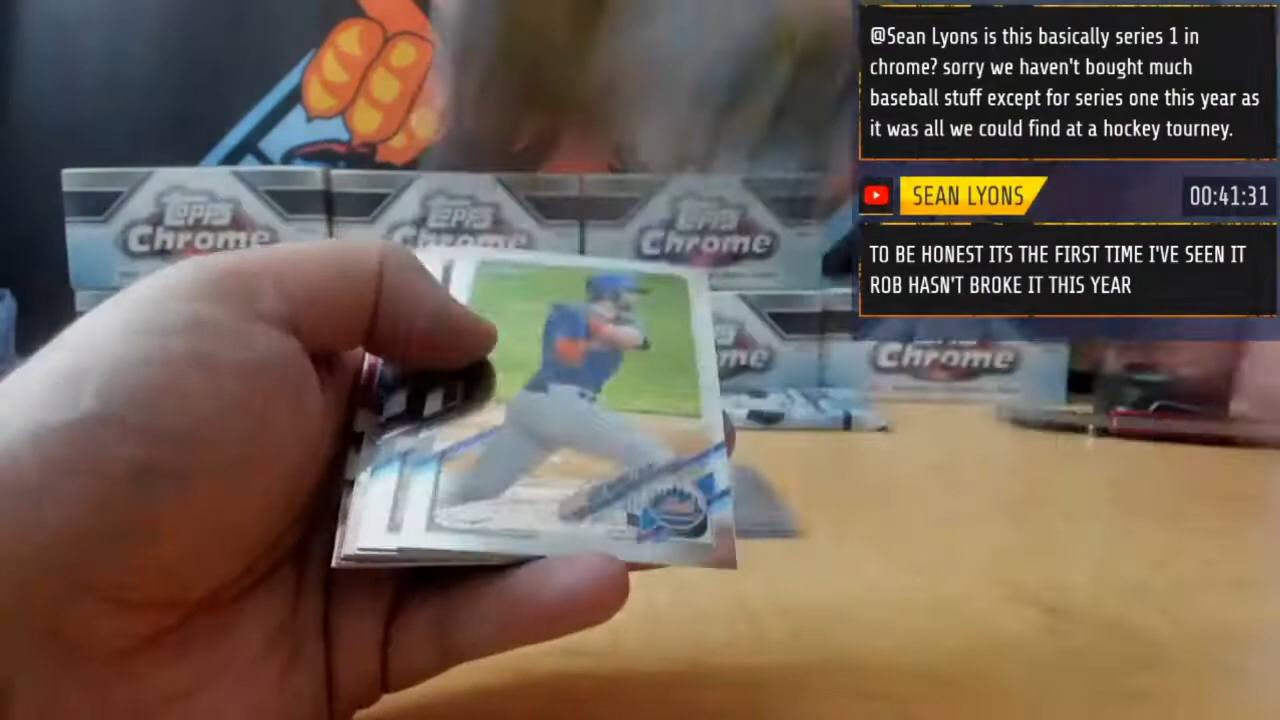 @Sean Lyons is this basically series 1 in
chrome? sorry we haven't bought much
baseball stuff except for series one this year as
it was all we could find at a hockey tourney.
SEAN LYONS
00:41:31
TO BE HONEST ITS THE FIRST TIME I'VE SEEN IT
ROB HASN'T BROKE IT THIS YEAR
TOPPS
Chrome
TOPPS
Chrome
TOPPS
Chrome
Chrome